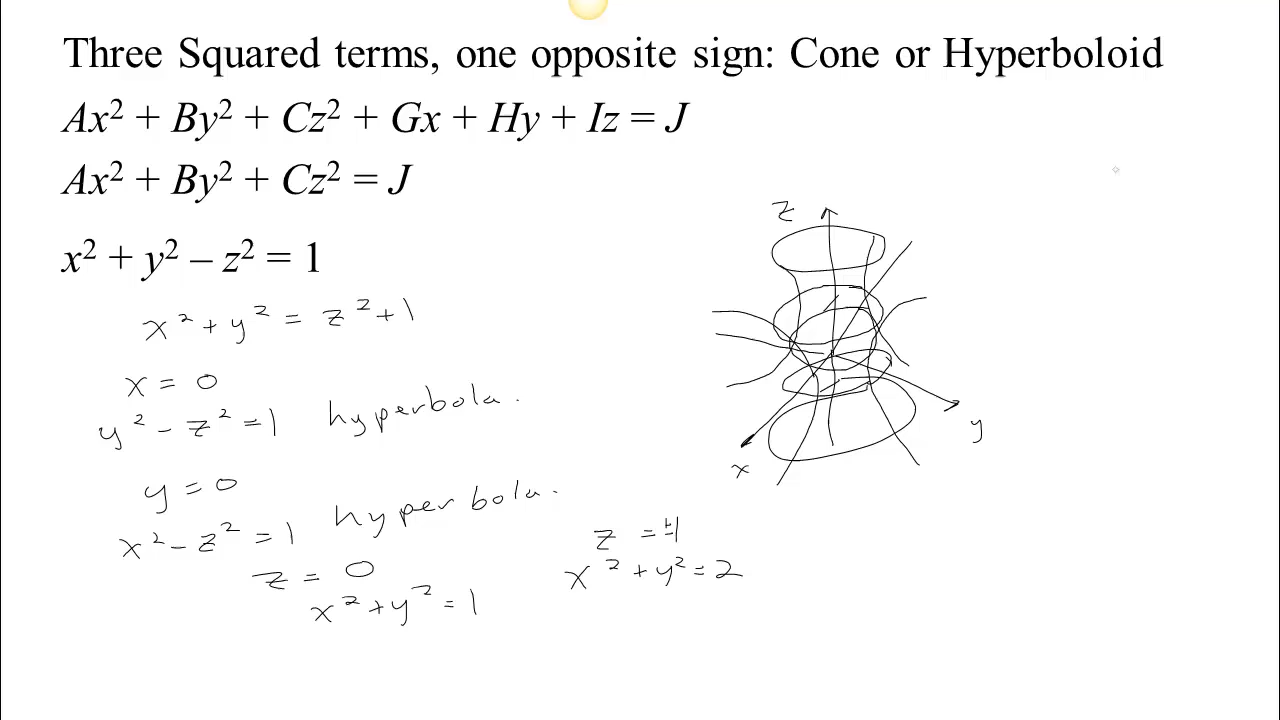 Three Squared terms, one opposite sign: Cone or Hyperboloid
Ax² + By² + Cz² + Gx + Hy + Iz = J
Ax² + By² + Cz² = J
x² + y² – z² = 1
x² + y² = z² + 1
x = 0
y² - z² = 1 hyperbola.
y = 0
x² - z² = 1 hyperbola.
z = 0
x² + y² = 1
z = ±1
x² + y² = 2
z
y
x